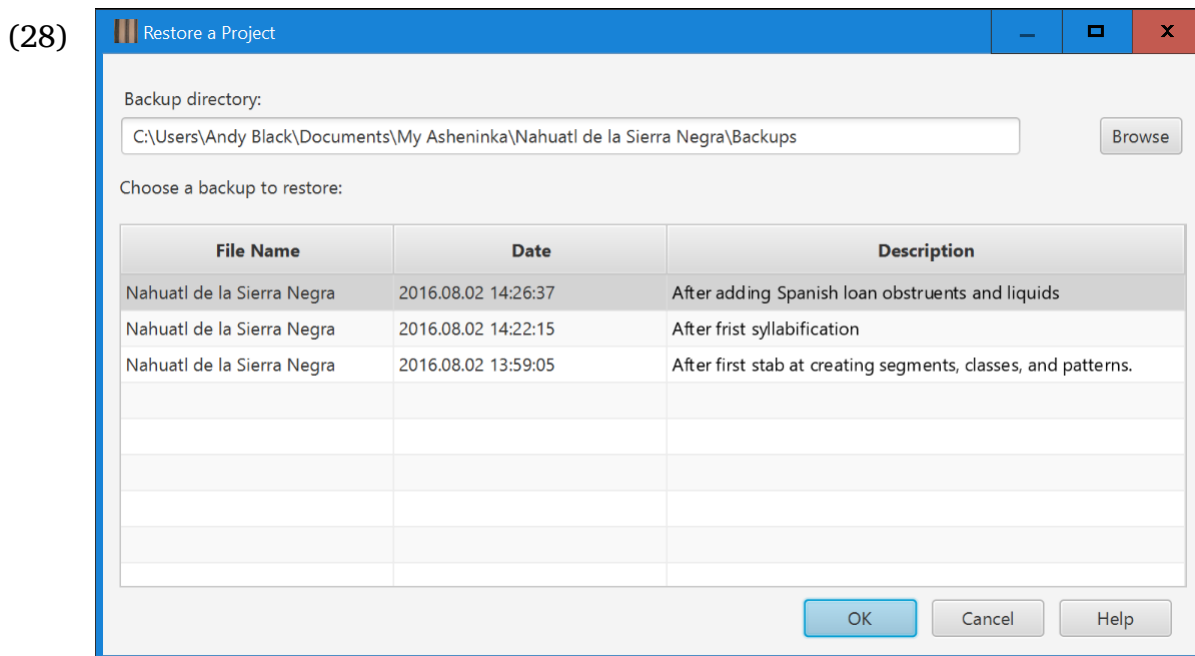 (28)
Restore a Project
Backup directory:
C:\Users\Andy Black\Documents\My Asheninka\Nahuatl de la Sierra Negra\Backups
Browse
Choose a backup to restore:
File Name Date Description
Nahuatl de la Sierra Negra 2016.08.02 14:26:37 After adding Spanish loan obstruents and liquids
Nahuatl de la Sierra Negra 2016.08.02 14:22:15 After frist syllabification
Nahuatl de la Sierra Negra 2016.08.02 13:59:05 After first stab at creating segments, classes, and patterns.
OK Cancel Help